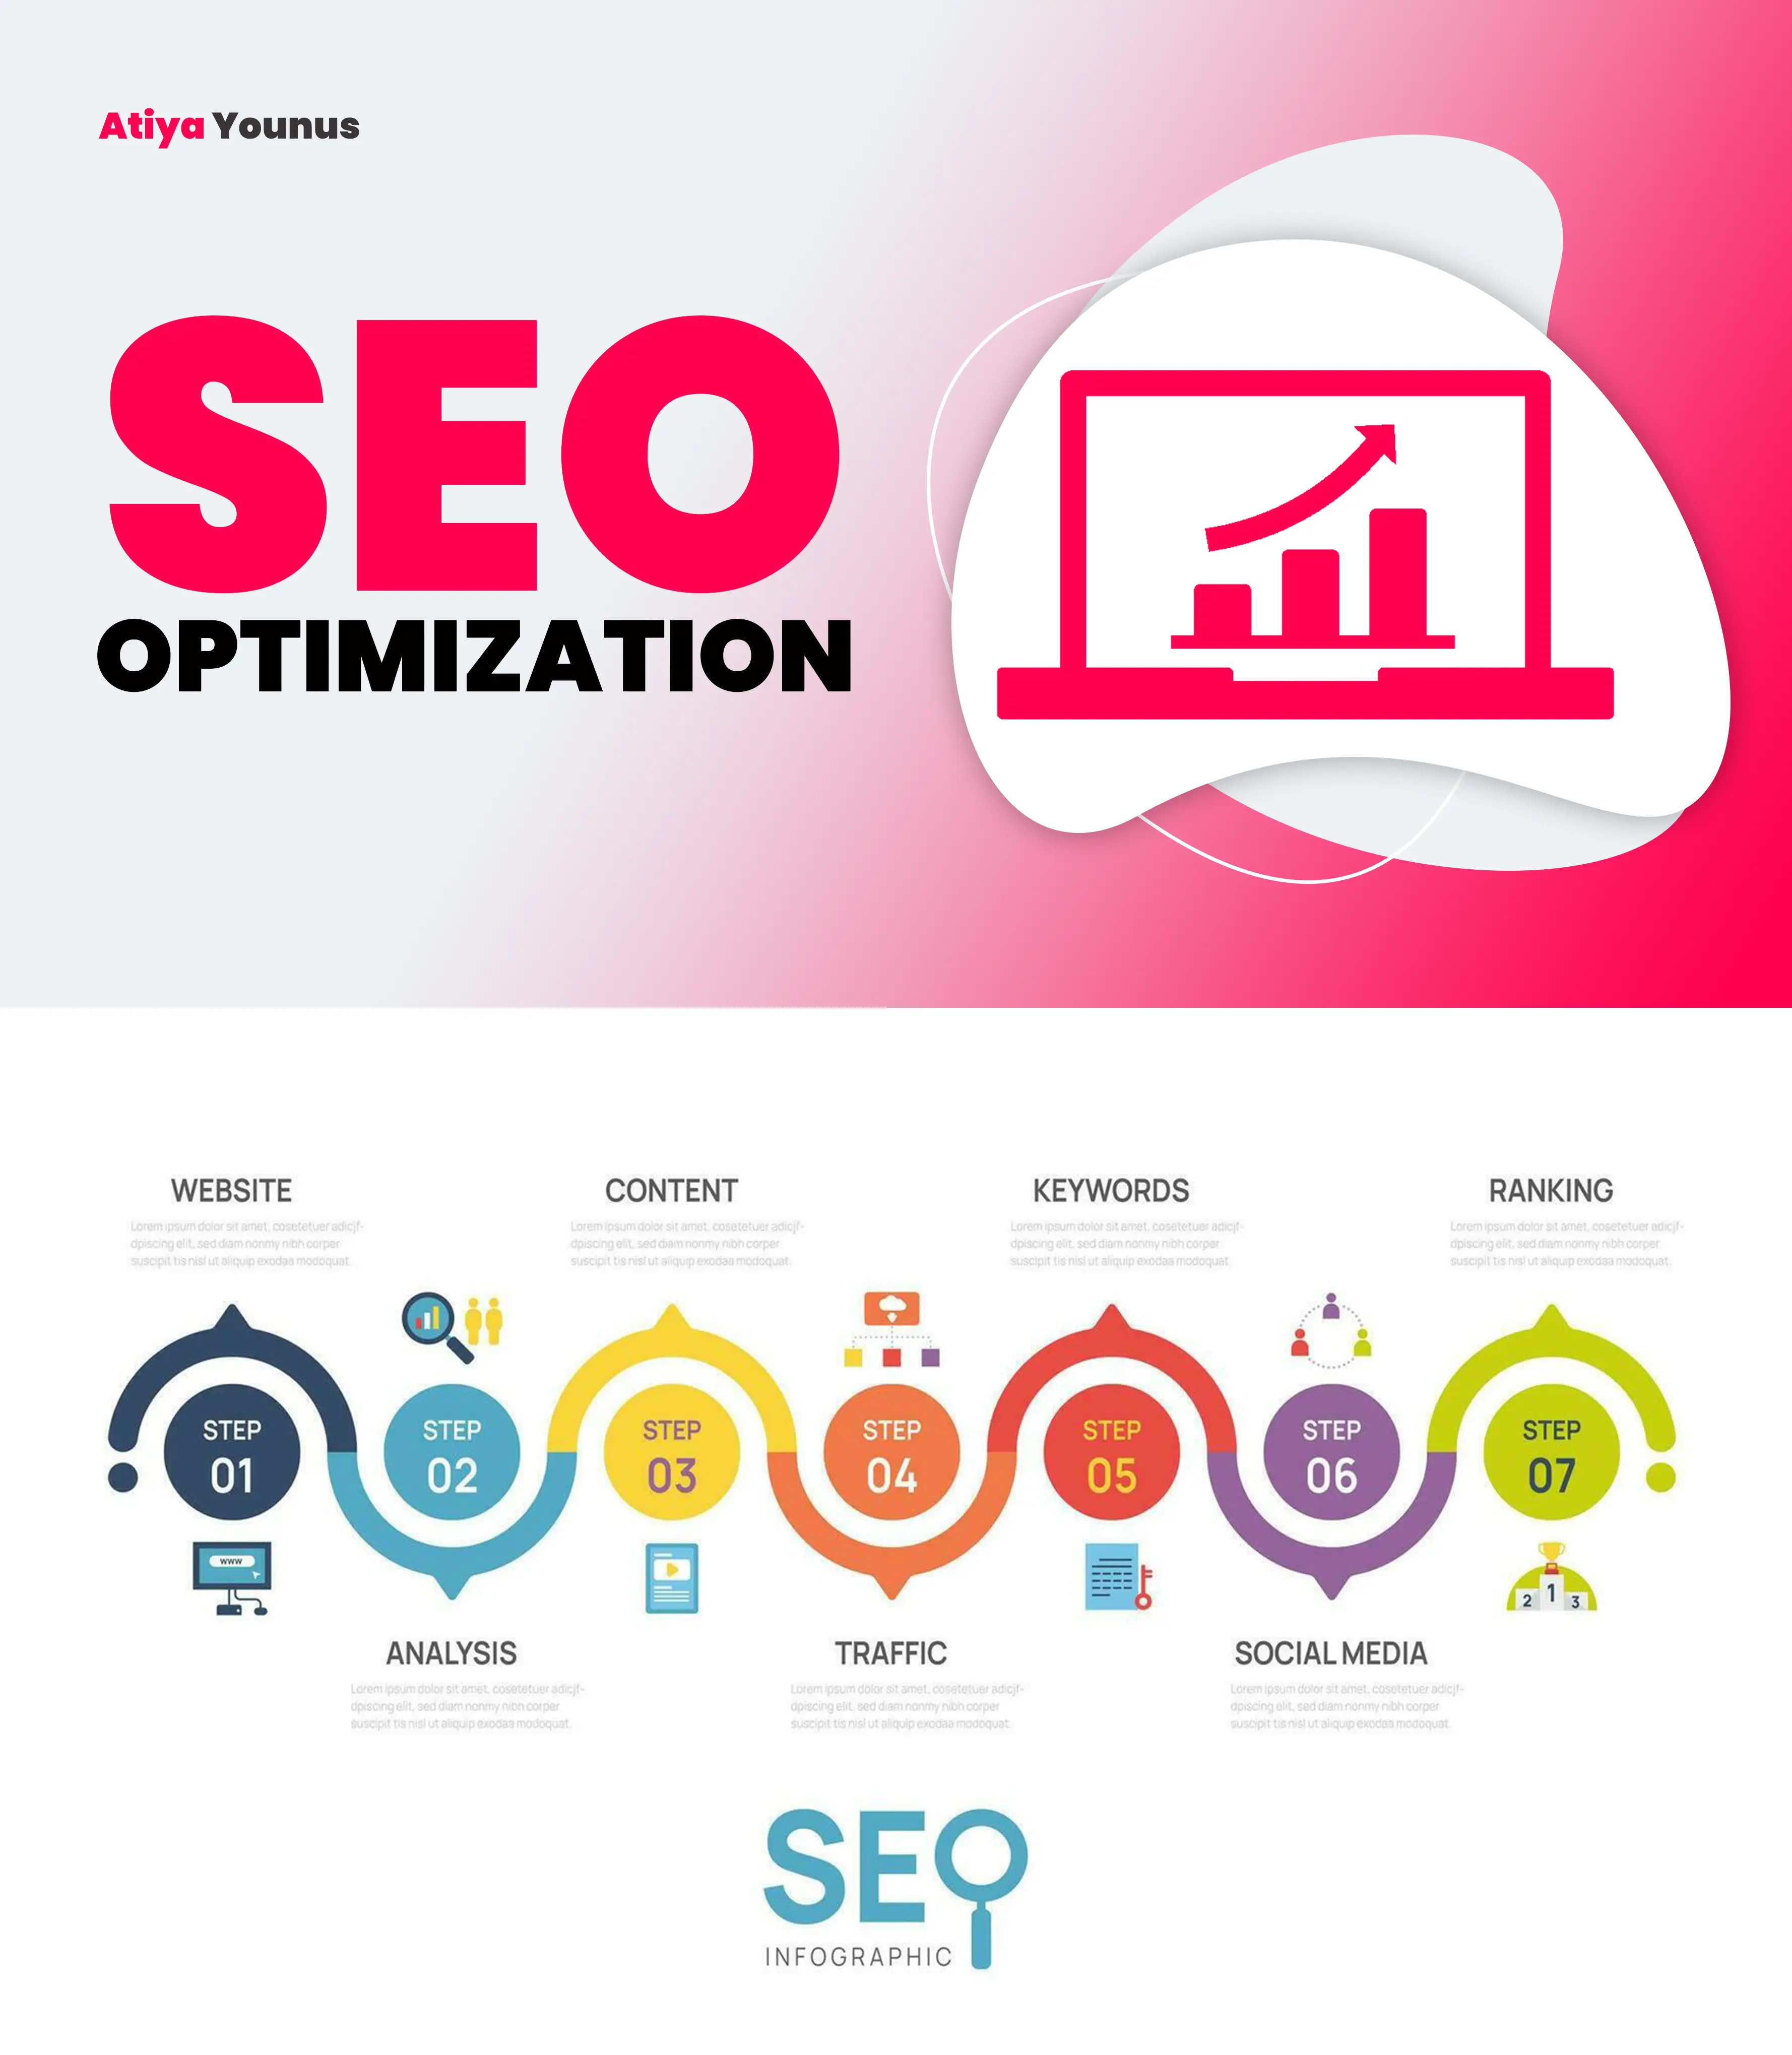 Atiya Younus
SEO
OPTIMIZATION
WEBSITE
Lorem ipsum dolor sit amet, cosetetuer adicjf-
dpiscing elit, sed diam nonmy nibh corper
suscipit tis nisl ut aliquip exodaa modoquat.
CONTENT
Lorem ipsum dolor sit amet, cosetetuer adicjf-
dpiscing elit, sed diam nonmy nibh corper
suscipit tis nisl ut aliquip exodaa modoquat.
KEYWORDS
Lorem ipsum dolor sit amet, cosetetuer adicjf-
dpiscing elit, sed diam nonmy nibh corper
suscipit tis nisl ut aliquip exodaa modoquat.
RANKING
Lorem ipsum dolor sit amet, cosetetuer adicjf-
dpiscing elit, sed diam nonmy nibh corper
suscipit tis nisl ut aliquip exodaa modoquat.
STEP
01
STEP
02
STEP
03
STEP
04
STEP
05
STEP
06
STEP
07
www
2 1 3
ANALYSIS
Lorem ipsum dolor sit amet, cosetetuer adicjf-
dpiscing elit, sed diam nonmy nibh corper
suscipit tis nisl ut aliquip exodaa modoquat.
TRAFFIC
Lorem ipsum dolor sit amet, cosetetuer adicjf-
dpiscing elit, sed diam nonmy nibh corper
suscipit tis nisl ut aliquip exodaa modoquat.
SOCIAL MEDIA
Lorem ipsum dolor sit amet, cosetetuer adicjf-
dpiscing elit, sed diam nonmy nibh corper
suscipit tis nisl ut aliquip exodaa modoquat.
SEO
INFOGRAPHIC